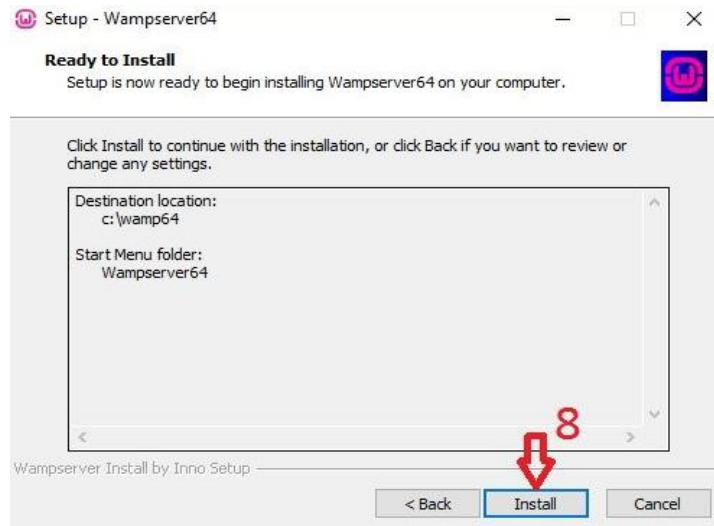 Setup - Wampserver64
Ready to Install
Setup is now ready to begin installing Wampserver64 on your computer.
Click Install to continue with the installation, or click Back if you want to review or
change any settings.
Destination location:
c:\wamp64
Start Menu folder:
Wampserver64
8
Wampserver Install by Inno Setup
< Back
Install
Cancel